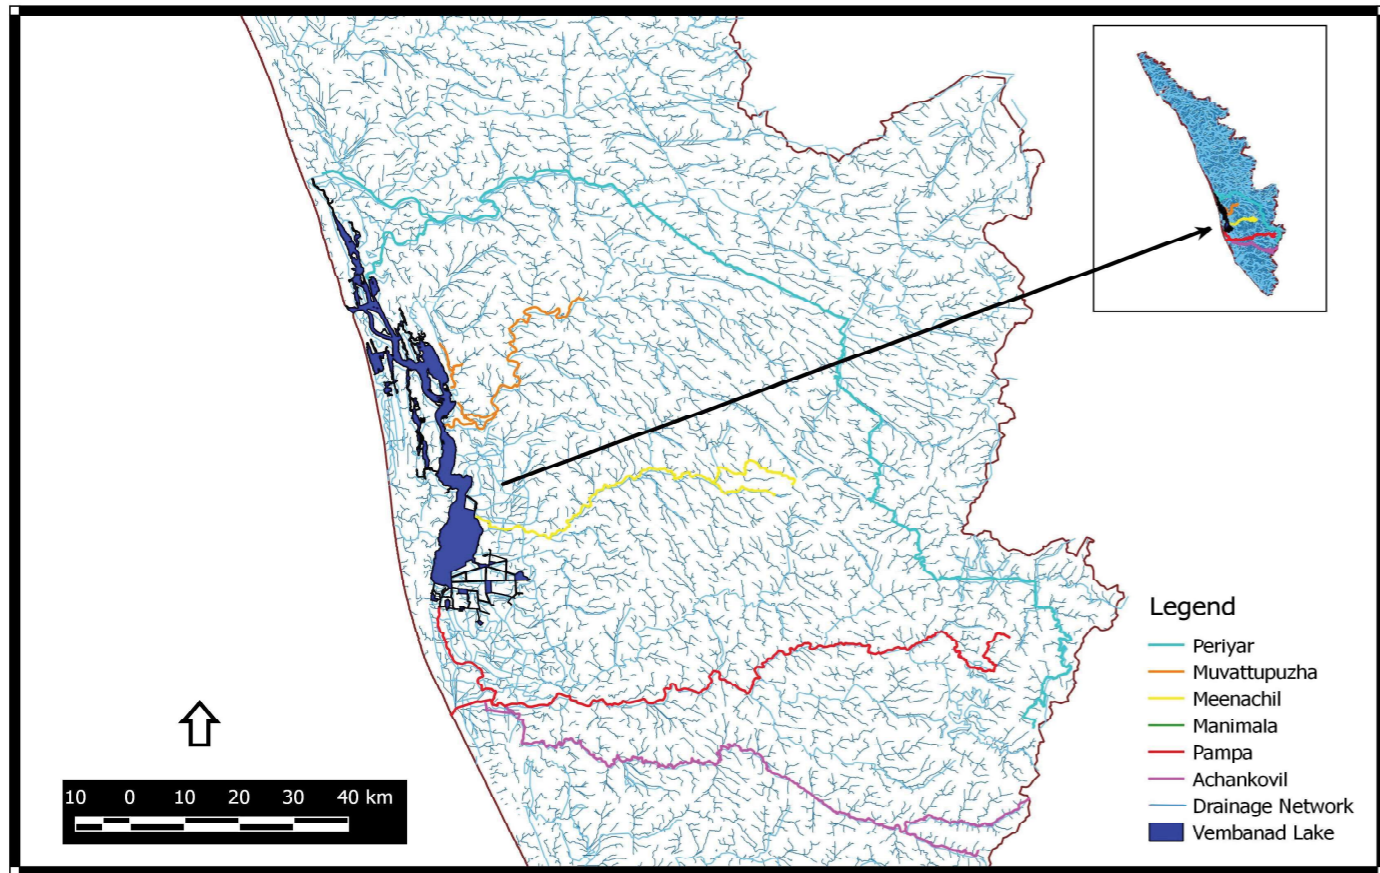 Legend
Periyar
Muvattupuzha
Meenachil
Manimala
Pampa
Achankovil
Drainage Network
Vembanad Lake
10 0 10 20 30 40 km